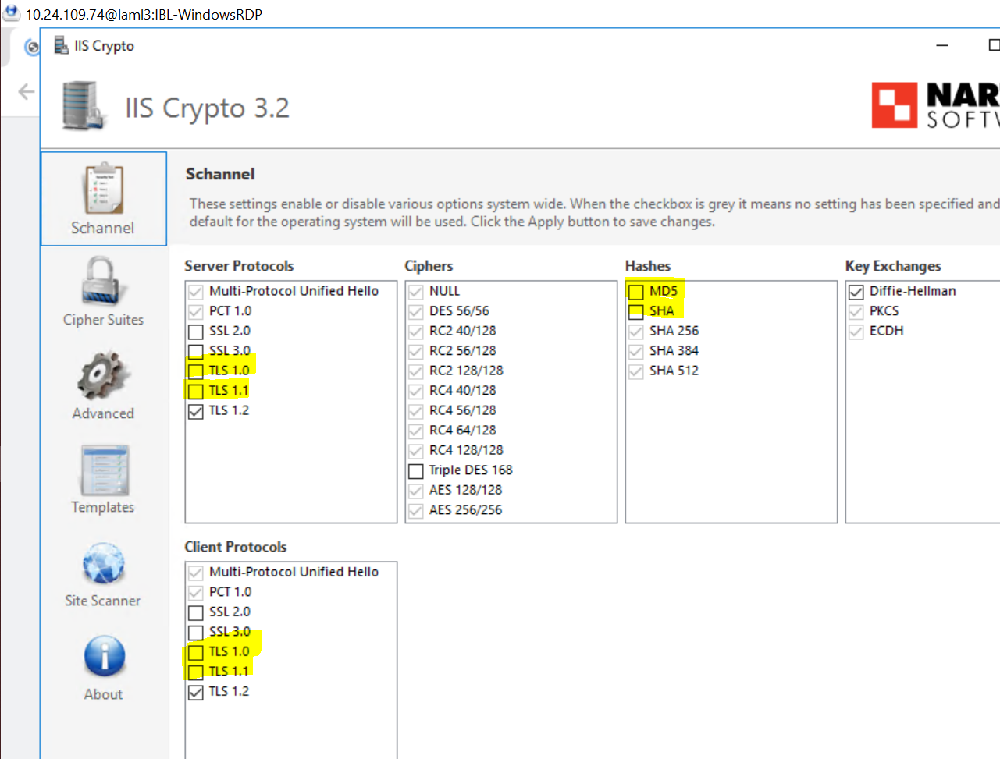 10.24.109.74@laml3:IBL-WindowsRDP
IIS Crypto
IIS Crypto 3.2
NAR
SOFTW
Schannel
Cipher Suites
Advanced
Templates
Site Scanner
About
Schannel
These settings enable or disable various options system wide. When the checkbox is grey it means no setting has been specified and
default for the operating system will be used. Click the Apply button to save changes.
Server Protocols
Multi-Protocol Unified Hello
PCT 1.0
SSL 2.0
SSL 3.0
TLS 1.0
TLS 1.1
TLS 1.2
Ciphers
NULL
DES 56/56
RC2 40/128
RC2 56/128
RC2 128/128
RC4 40/128
RC4 56/128
RC4 64/128
RC4 128/128
Triple DES 168
AES 128/128
AES 256/256
Hashes
MD5
SHA
SHA 256
SHA 384
SHA 512
Key Exchanges
Diffie-Hellman
PKCS
ECDH
Client Protocols
Multi-Protocol Unified Hello
PCT 1.0
SSL 2.0
SSL 3.0
TLS 1.0
TLS 1.1
TLS 1.2